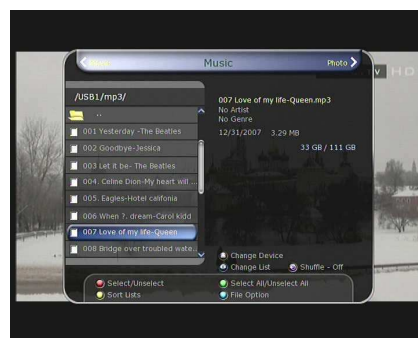 Music
Photo
/USB1/mp3/
..
001 Yesterday -The Beatles
002 Goodbye-Jessica
003 Let it be- The Beatles
004. Celine Dion-My heart will ...
005. Eagles-Hotel califonia
006 When ?. dream-Carol kidd
007 Love of my life-Queen
008 Bridge over troubled wate..
007 Love of my life-Queen.mp3
No Artist
No Genre
12/31/2007 3.29 MB
33 GB / 111 GB
Change Device
Change List
Shuffle - Off
Select/Unselect
Select All/Unselect All
Sort Lists
File Option
HD